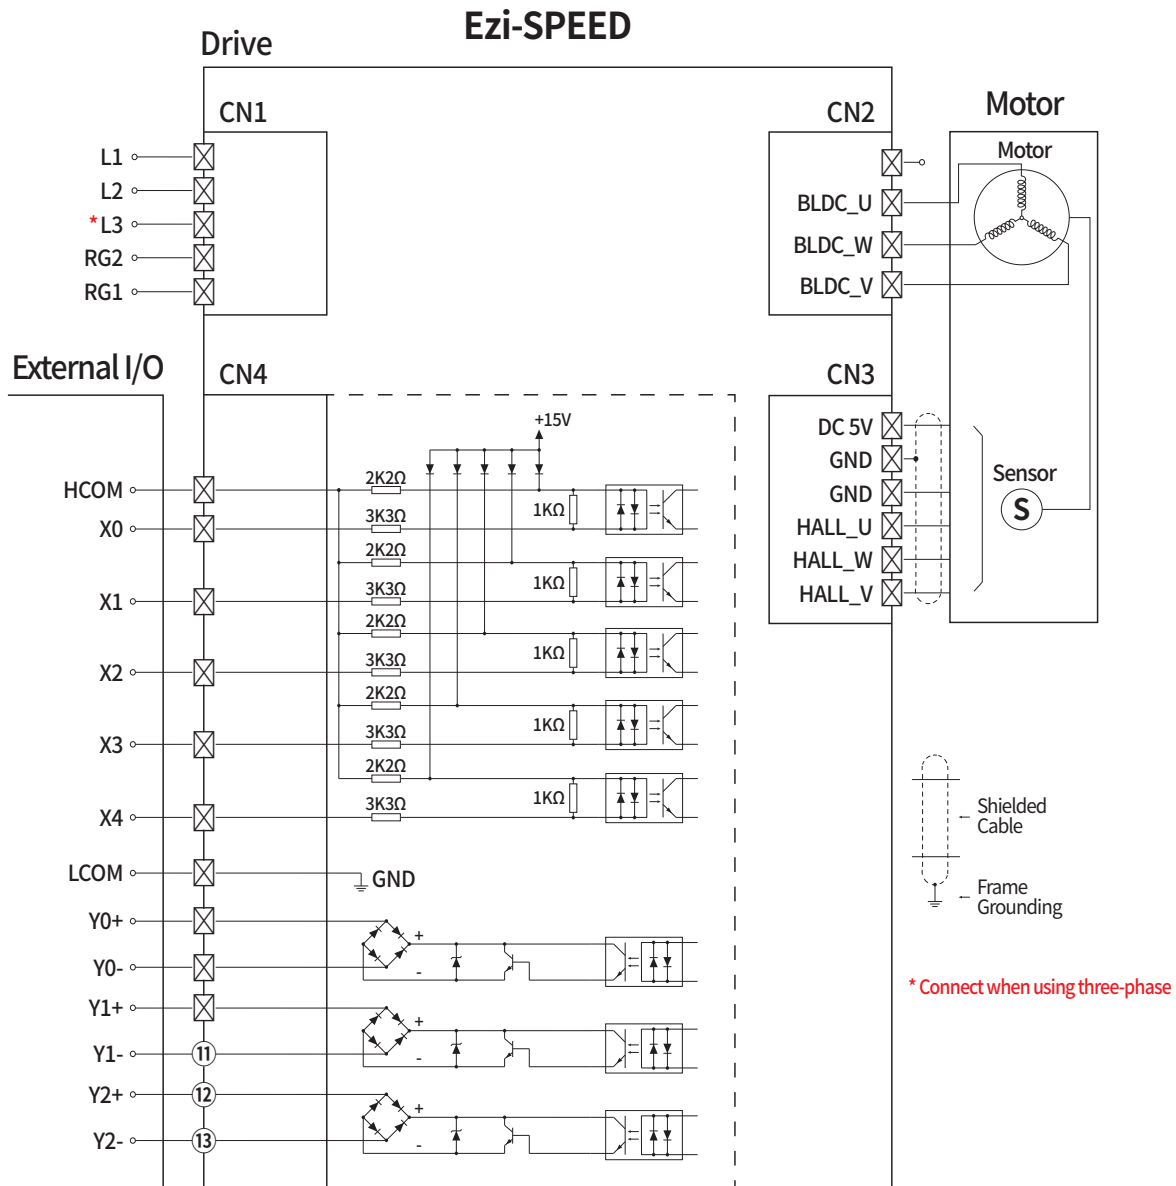 Ezi-SPEED
Drive
CN1
CN2
Motor
L1
L2
*L3
RG2
RG1
BLDC_U
BLDC_W
BLDC_V
Motor
External I/O
CN4
CN3
+15V
DC 5V
GND
GND
HALL_U
HALL_W
HALL_V
Sensor
S
HCOM
2K2Ω
1KΩ
X0
3K3Ω
2K2Ω
1KΩ
X1
3K3Ω
2K2Ω
1KΩ
X2
3K3Ω
2K2Ω
1KΩ
X3
3K3Ω
2K2Ω
1KΩ
X4
3K3Ω
Shielded
Cable
Frame
Grounding
LCOM
GND
Y0+
+
Y0-
-
Y1+
+
Y1-
11
-
Y2+
12
+
Y2-
13
-
* Connect when using three-phase